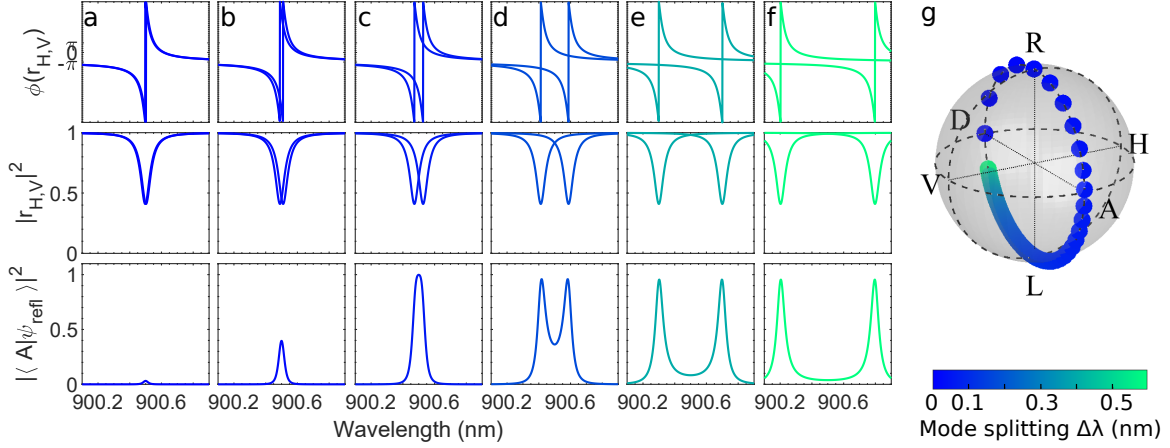 a b c d e f g
ϕ(r_H,V)
π
0
-π
|r_H,V|²
1
0.5
0
|⟨ A|ψ_refl ⟩|²
1
0.5
0
900.2 900.6 900.2 900.6 900.2 900.6 900.2 900.6 900.2 900.6 900.2 900.6
Wavelength (nm)
R
D
H
V
A
L
0 0.1 0.3 0.5
Mode splitting Δλ (nm)